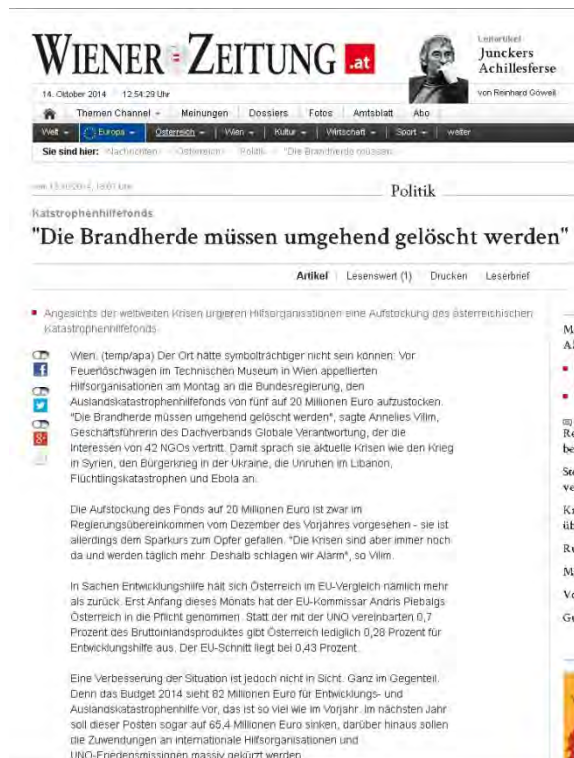 WIENER ZEITUNG .at
Leitartikel
Junckers
Achillesferse
von Reinhard Göweil
14. Oktober 2014 12:54:29 Uhr
Themen Channel Meinungen Dossiers Fotos Amtsblatt Abo
Welt Europa Österreich Wien Kultur Wirtschaft Sport weiter
Sie sind hier: Nachrichten Österreich Politik "Die Brandherde müssen
Politik
Katstrophenhilfefonds
"Die Brandherde müssen umgehend gelöscht werden"
Artikel Lesenswert (1) Drucken Leserbrief
Angesichts der weltweiten Krisen urgieren Hilfsorganisationen eine Aufstockung des österreichischen
Katastrophenhilfefonds
Wien. (temp/apa) Der Ort hätte symbolträchtiger nicht sein können: Vor
Feuerlöschwagen im Technischen Museum in Wien appellierten
Hilfsorganisationen am Montag an die Bundesregierung, den
Auslandskatastrophenhilfefonds von fünf auf 20 Millionen Euro aufzustocken.
"Die Brandherde müssen umgehend gelöscht werden", sagte Annelies Vilim,
Geschäftsführerin des Dachverbands Globale Verantwortung, der die
Interessen von 42 NGOs vertritt. Damit sprach sie aktuelle Krisen wie den Krieg
in Syrien, den Bürgerkrieg in der Ukraine, die Unruhen im Libanon,
Flüchtlingskatastrophen und Ebola an.
Die Aufstockung des Fonds auf 20 Millionen Euro ist zwar im
Regierungsübereinkommen vom Dezember des Vorjahres vorgesehen - sie ist
allerdings dem Sparkurs zum Opfer gefallen. "Die Krisen sind aber immer noch
da und werden täglich mehr. Deshalb schlagen wir Alarm", so Vilim.
In Sachen Entwicklungshilfe hält sich Österreich im EU-Vergleich nämlich mehr
als zurück. Erst Anfang dieses Monats hat der EU-Kommissar Andris Piebalgs
Österreich in die Pflicht genommen. Statt der mit der UNO vereinbarten 0,7
Prozent des Bruttoinlandsproduktes gibt Österreich lediglich 0,28 Prozent für
Entwicklungshilfe aus. Der EU-Schnitt liegt bei 0,43 Prozent.
Eine Verbesserung der Situation ist jedoch nicht in Sicht. Ganz im Gegenteil.
Denn das Budget 2014 sieht 82 Millionen Euro für Entwicklungs- und
Auslandskatastrophenhilfe vor, das ist so viel wie im Vorjahr. Im nächsten Jahr
soll dieser Posten sogar auf 65,4 Millionen Euro sinken, darüber hinaus sollen
die Zuwendungen an internationale Hilfsorganisationen und
UNO-Friedensmissionen massiv gekürzt werden.